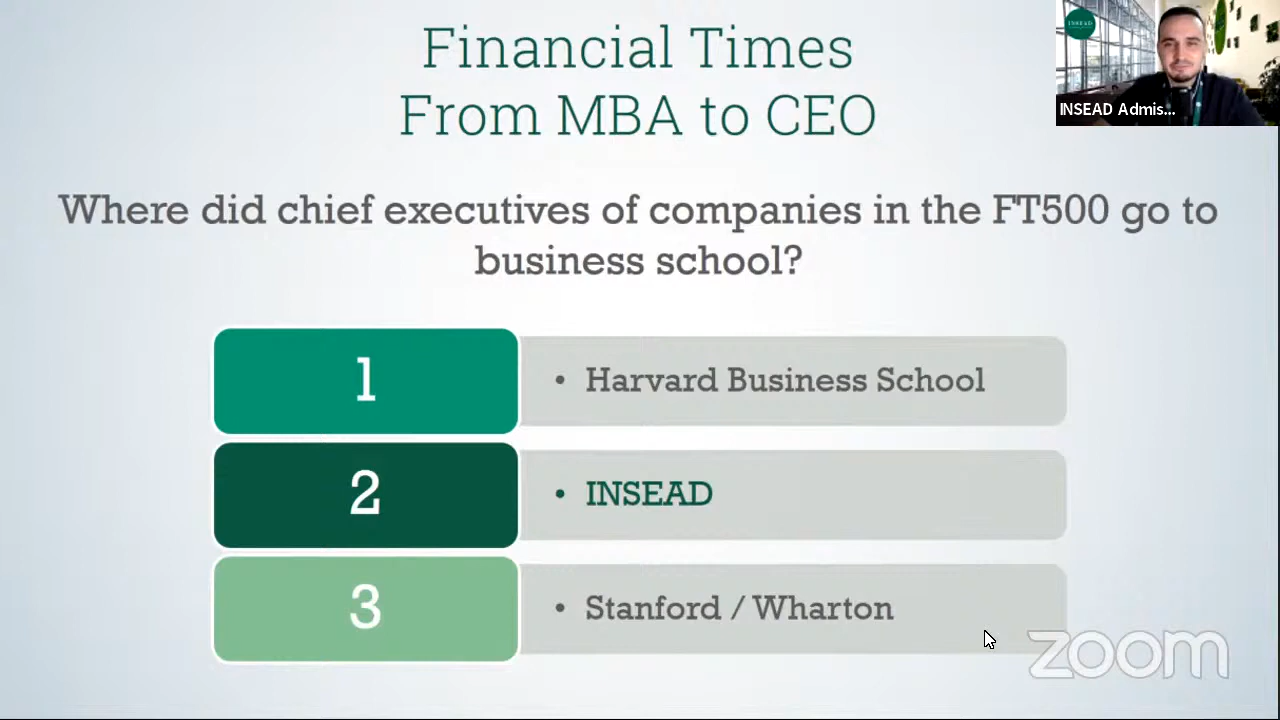 Financial Times
From MBA to CEO
INSEAD
INSEAD Admis...
Where did chief executives of companies in the FT500 go to
business school?
1
• Harvard Business School
2
• INSEAD
3
• Stanford / Wharton
zoom